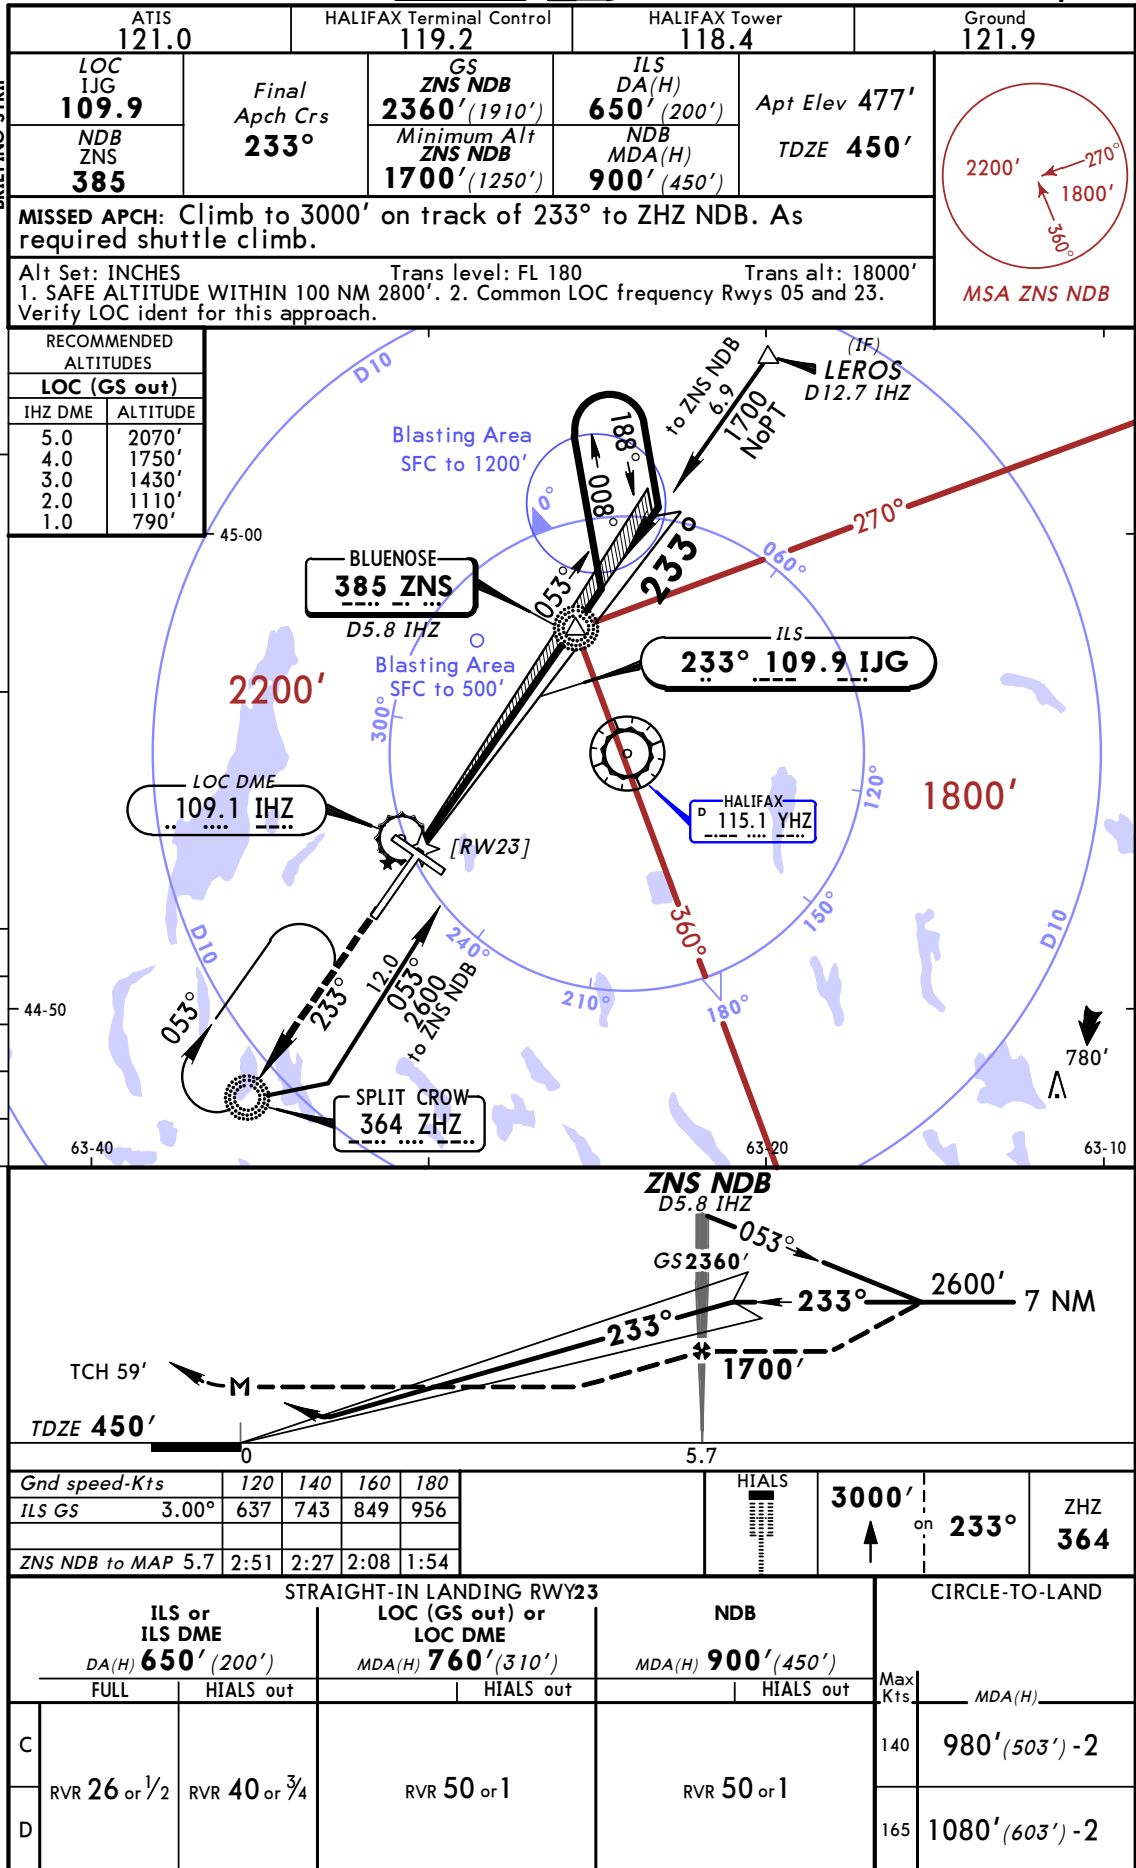 ATIS
121.0
HALIFAX Terminal Control
119.2
HALIFAX Tower
118.4
Ground
121.9
LOC
IJG
109.9
NDB
ZNS
385
Final
Apch Crs
233°
GS
ZNS NDB
2360' (1910')
Minimum Alt
ZNS NDB
1700' (1250')
ILS
DA(H)
650' (200')
NDB
MDA(H)
900' (450')
Apt Elev 477'
TDZE 450'
2200'
270°
1800'
360°
MSA ZNS NDB
MISSED APCH: Climb to 3000' on track of 233° to ZHZ NDB. As
required shuttle climb.
Alt Set: INCHES Trans level: FL 180 Trans alt: 18000'
1. SAFE ALTITUDE WITHIN 100 NM 2800'. 2. Common LOC frequency Rwys 05 and 23.
Verify LOC ident for this approach.
RECOMMENDED
ALTITUDES
LOC (GS out)
IHZ DME ALTITUDE
5.0 2070'
4.0 1750'
3.0 1430'
2.0 1110'
1.0 790'
D10
(IF)
LEROS
D12.7 IHZ
to ZNS NDB
6.9
1700
NoPT
Blasting Area
SFC to 1200'
188°
008°
0°
45-00
270°
060°
233°
053°
BLUENOSE
385 ZNS
D5.8 IHZ
Blasting Area
SFC to 500'
ILS
233° 109.9 IJG
2200'
300°
120°
1800'
LOC DME
109.1 IHZ
HALIFAX
D 115.1 YHZ
[RW23]
150°
360°
D10
D10
240°
210°
180°
233°
12.0
053°
2600
to ZNS NDB
053°
44-50
780'
SPLIT CROW
364 ZHZ
63-40
63-20
63-10
ZNS NDB
D5.8 IHZ
053°
GS 2360'
2600'
233°
7 NM
233°
1700'
TCH 59'
M
TDZE 450'
0
5.7
Gnd speed-Kts 120 140 160 180
ILS GS 3.00° 637 743 849 956
ZNS NDB to MAP 5.7 2:51 2:27 2:08 1:54
HIALS
3000'
on
233°
ZHZ
364
STRAIGHT-IN LANDING RWY23
CIRCLE-TO-LAND
ILS or
ILS DME
DA(H) 650' (200')
LOC (GS out) or
LOC DME
MDA(H) 760' (310')
NDB
MDA(H) 900' (450')
FULL
HIALS out
HIALS out
HIALS out
Max
Kts
MDA(H)
C
D
RVR 26 or 1/2
RVR 40 or 3/4
RVR 50 or 1
RVR 50 or 1
140 980' (503') -2
165 1080' (603') -2